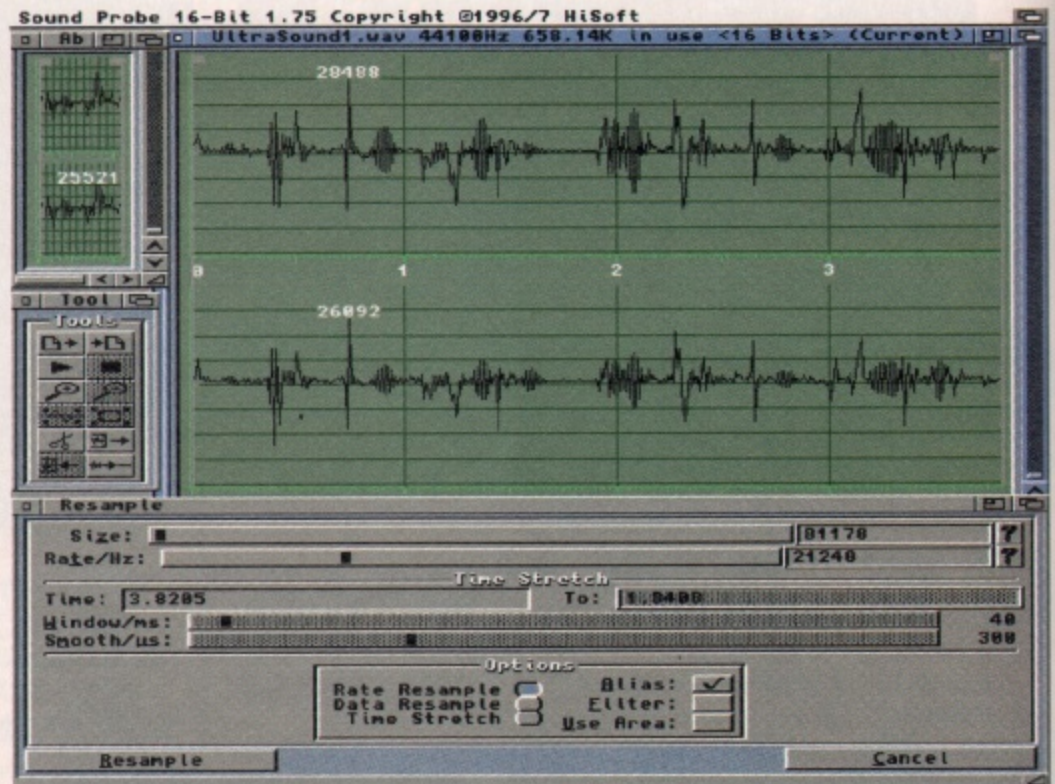 Sound Probe 16-Bit 1.75 Copyright ©1996/7 HiSoft
Ab
UltraSound1.wav 44100Hz 658.14K in use <16 Bits> (Current)
28488
25521
0 1 2 3
26092
Tool
Tools
Resample
Size: 81178 ?
Rate/Hz: 21240 ?
Time Stretch
Time: 3.8205 To:
Window/ms: 40
Smooth/µs: 300
Options
Rate Resample Alias:
Data Resample Filter:
Time Stretch Use Area:
Resample Cancel